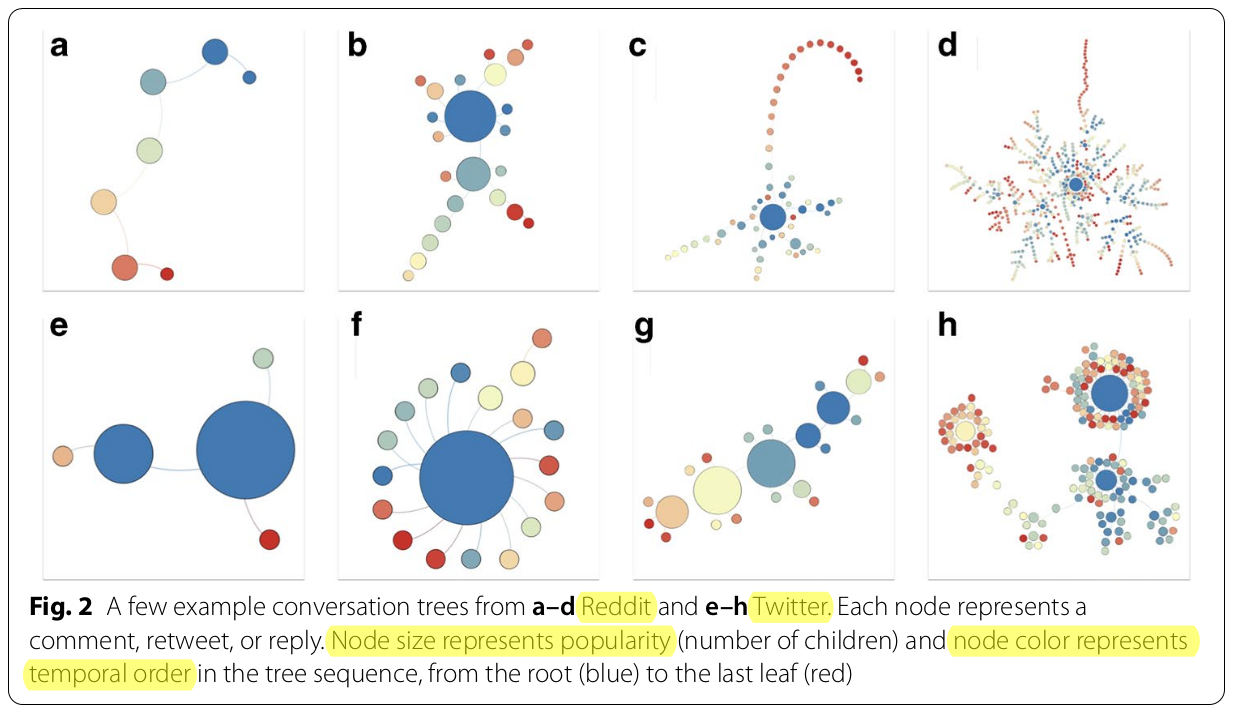 a
b
c
d
e
f
g
h
Fig. 2 A few example conversation trees from a–d Reddit and e–h Twitter. Each node represents a
comment, retweet, or reply. Node size represents popularity (number of children) and node color represents
temporal order in the tree sequence, from the root (blue) to the last leaf (red)